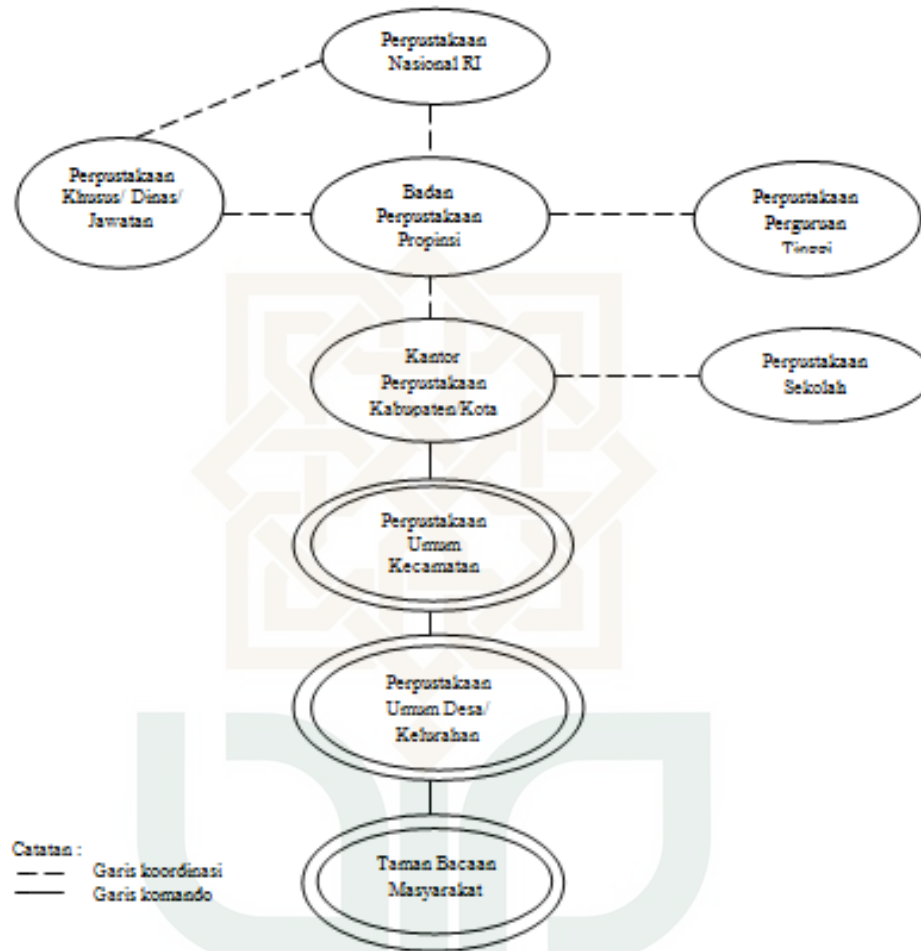 Perpustakaan
Nasional RI
Perpustakaan
Khusus/ Dinas/
Jawatan
Badan
Perpustakaan
Propinsi
Perpustakaan
Perguruan
Tinggi
Kantor
Perpustakaan
Kabupaten/Kota
Perpustakaan
Sekolah
Perpustakaan
Umum
Kecamatan
Perpustakaan
Umum Desa/
Kelurahan
Taman Bacaan
Masyarakat
Catatan :
Garis koordinasi
Garis komando